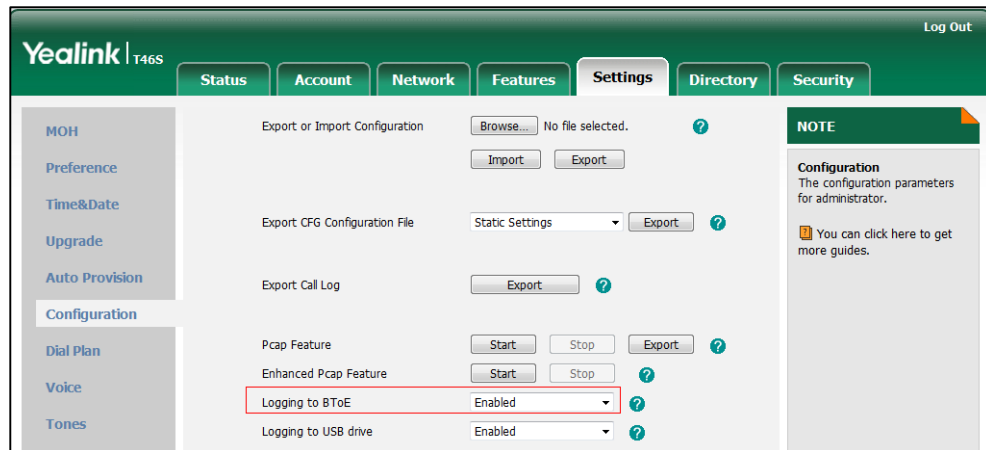 Log Out
Yealink T46S
Status Account Network Features Settings Directory Security
MOH
Preference
Time&Date
Upgrade
Auto Provision
Configuration
Dial Plan
Voice
Tones
Export or Import Configuration Browse... No file selected. ?
Import Export
Export CFG Configuration File Static Settings Export ?
Export Call Log Export ?
Pcap Feature Start Stop Export ?
Enhanced Pcap Feature Start Stop ?
Logging to BToE Enabled ?
Logging to USB drive Enabled ?
NOTE
Configuration
The configuration parameters
for administrator.
? You can click here to get
more guides.